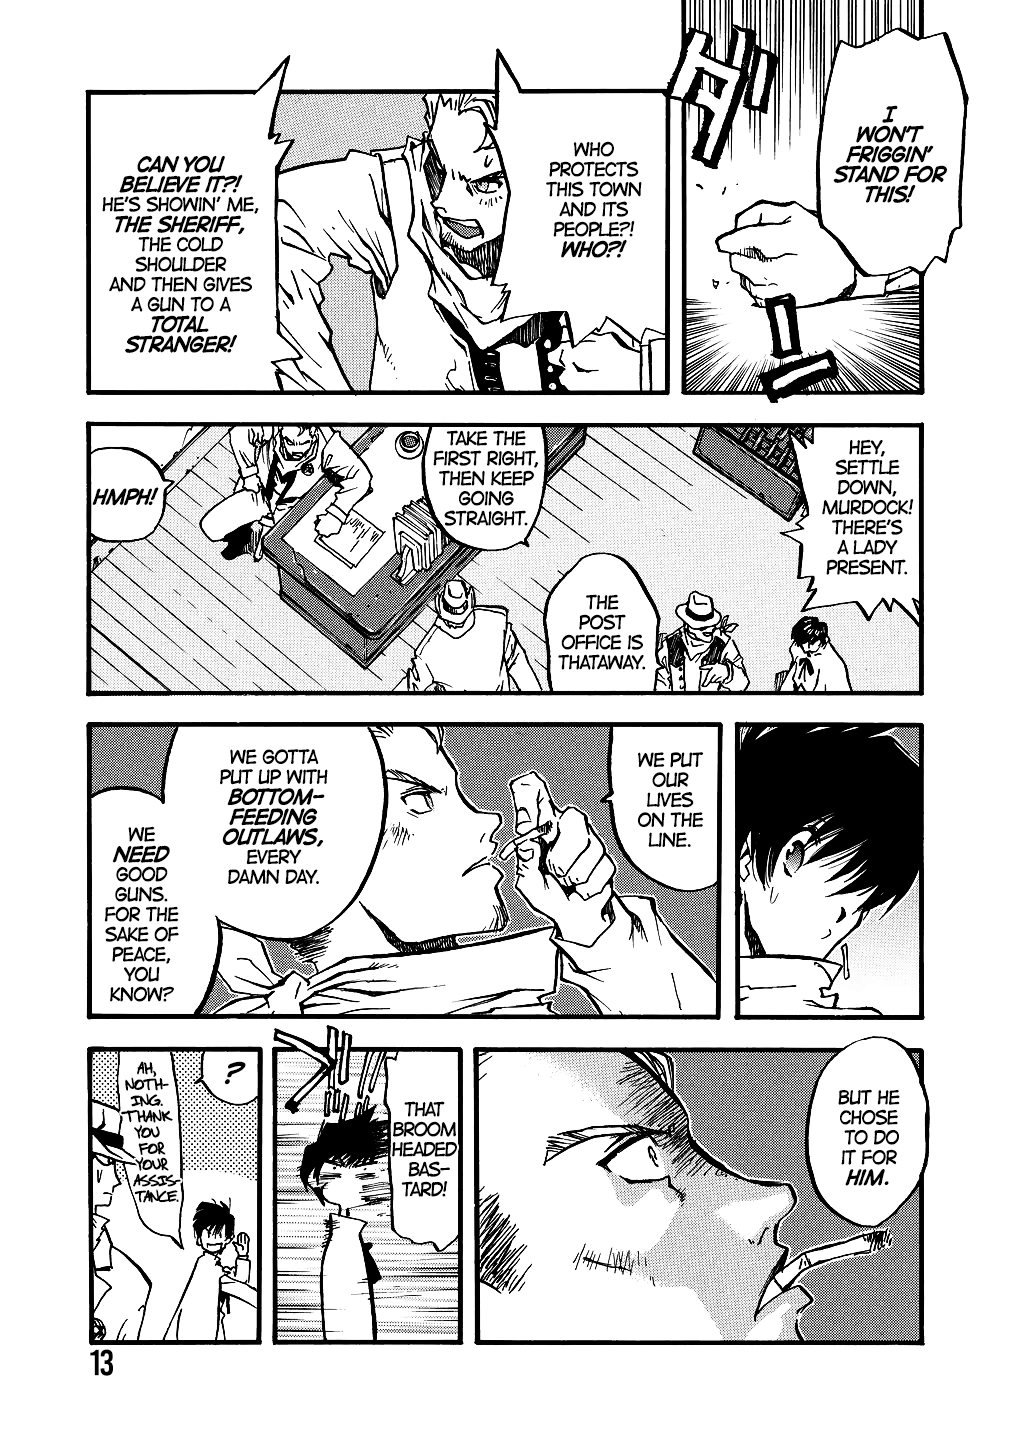 I
WON'T
FRIGGIN'
STAND FOR
THIS!
ダン
WHO
PROTECTS
THIS TOWN
AND ITS
PEOPLE?!
WHO?!
CAN YOU
BELIEVE IT?!
HE'S SHOWIN' ME,
THE SHERIFF,
THE COLD
SHOULDER
AND THEN GIVES
A GUN TO A
TOTAL
STRANGER!
HEY,
SETTLE
DOWN,
MURDOCK!
THERE'S
A LADY
PRESENT.
THE
POST
OFFICE IS
THATAWAY.
TAKE THE
FIRST RIGHT,
THEN KEEP
GOING
STRAIGHT.
HMPH!
WE PUT
OUR
LIVES
ON THE
LINE.
WE GOTTA
PUT UP WITH
BOTTOM-
FEEDING
OUTLAWS,
EVERY
DAMN DAY.
WE
NEED
GOOD
GUNS.
FOR THE
SAKE OF
PEACE,
YOU
KNOW?
BUT HE
CHOSE
TO DO
IT FOR
HIM.
THAT
BROOM
HEADED
BAS-
TARD!
?
AH,
NOTH-
ING.
THANK
YOU
FOR
YOUR
ASSIS-
TANCE.
13